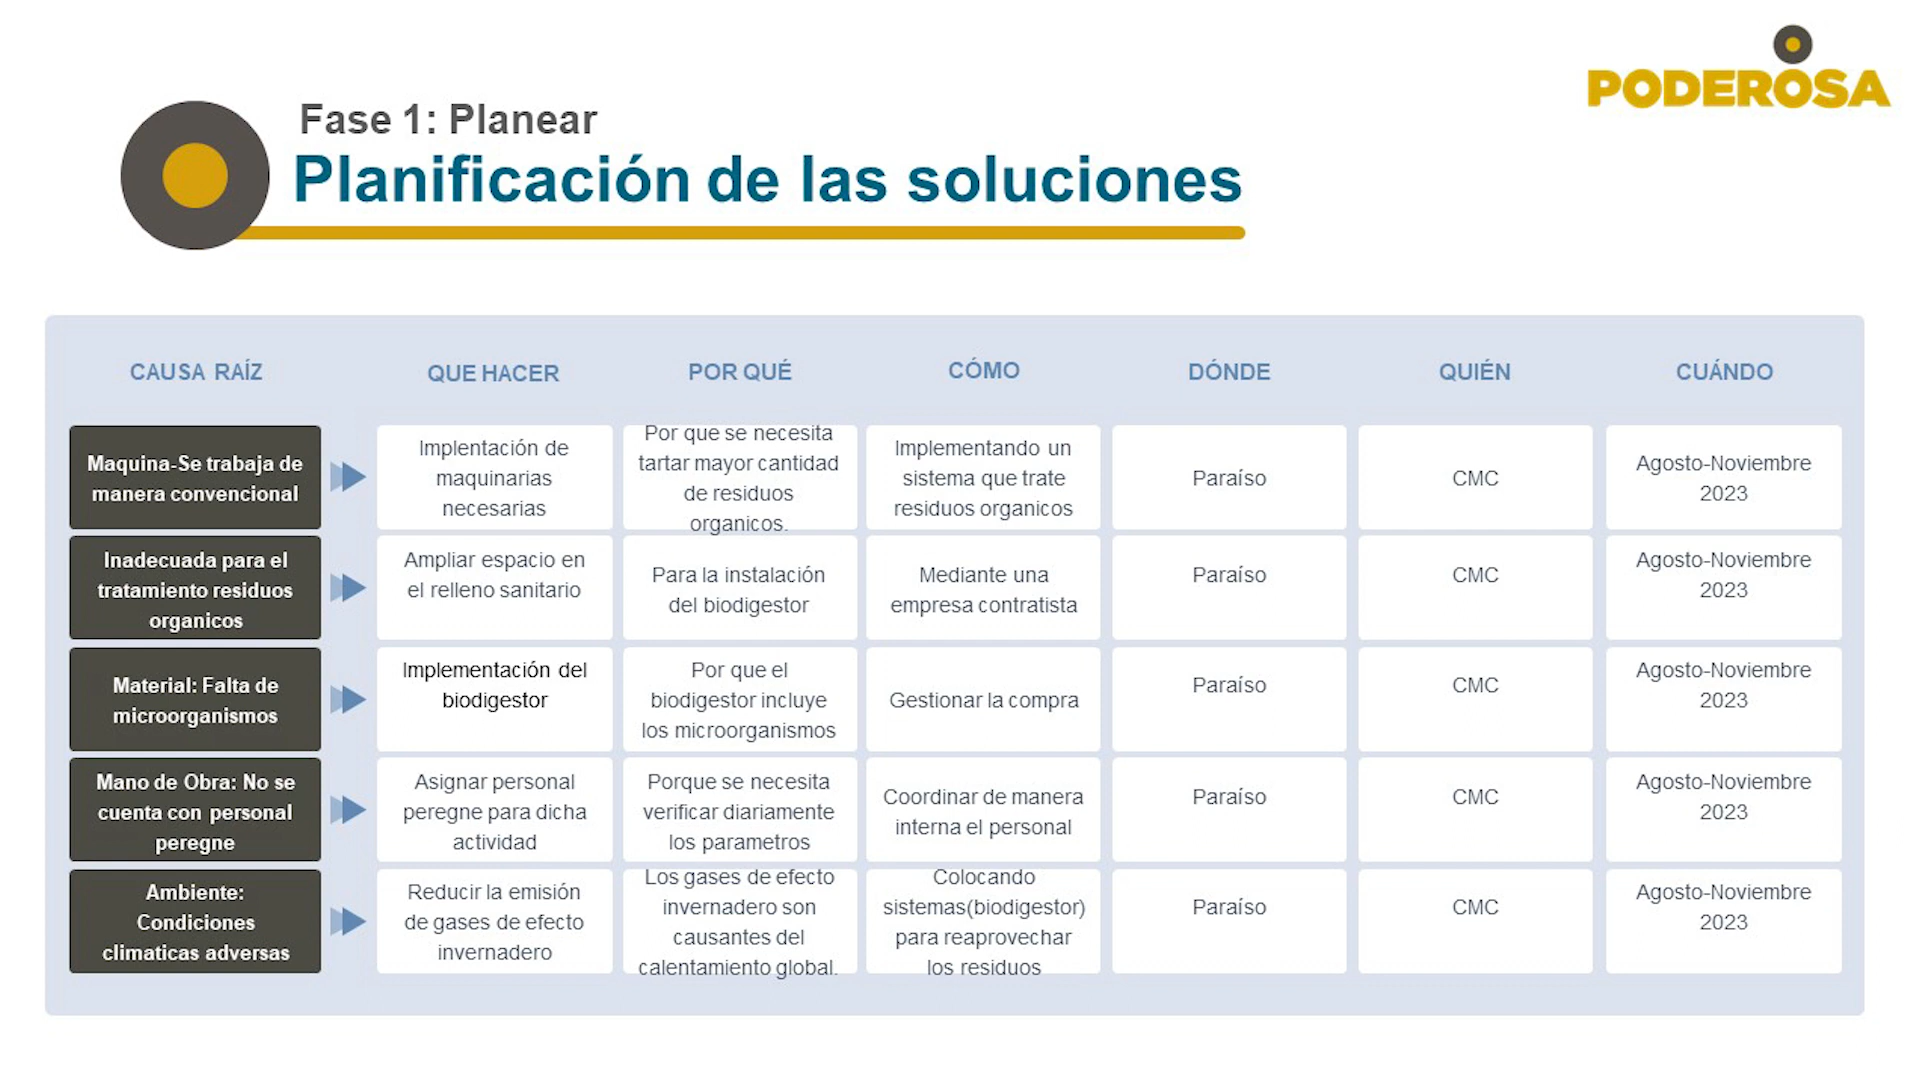 PODEROSA
Fase 1: Planear
Planificación de las soluciones
CAUSA RAÍZ
QUE HACER
POR QUÉ
CÓMO
DÓNDE
QUIÉN
CUÁNDO
Maquina-Se trabaja de
manera convencional
Implentación de
maquinarias
necesarias
Por que se necesita
tartar mayor cantidad
de residuos
organicos.
Implementando un
sistema que trate
residuos organicos
Paraíso
CMC
Agosto-Noviembre
2023
Inadecuada para el
tratamiento residuos
organicos
Ampliar espacio en
el relleno sanitario
Para la instalación
del biodigestor
Mediante una
empresa contratista
Paraíso
CMC
Agosto-Noviembre
2023
Material: Falta de
microorganismos
Implementación del
biodigestor
Por que el
biodigestor incluye
los microorganismos
Gestionar la compra
Paraíso
CMC
Agosto-Noviembre
2023
Mano de Obra: No se
cuenta con personal
peregne
Asignar personal
peregne para dicha
actividad
Porque se necesita
verificar diariamente
los parametros
Coordinar de manera
interna el personal
Paraíso
CMC
Agosto-Noviembre
2023
Ambiente:
Condiciones
climaticas adversas
Reducir la emisión
de gases de efecto
invernadero
Los gases de efecto
invernadero son
causantes del
calentamiento global.
Colocando
sistemas(biodigestor)
para reaprovechar
los residuos
Paraíso
CMC
Agosto-Noviembre
2023